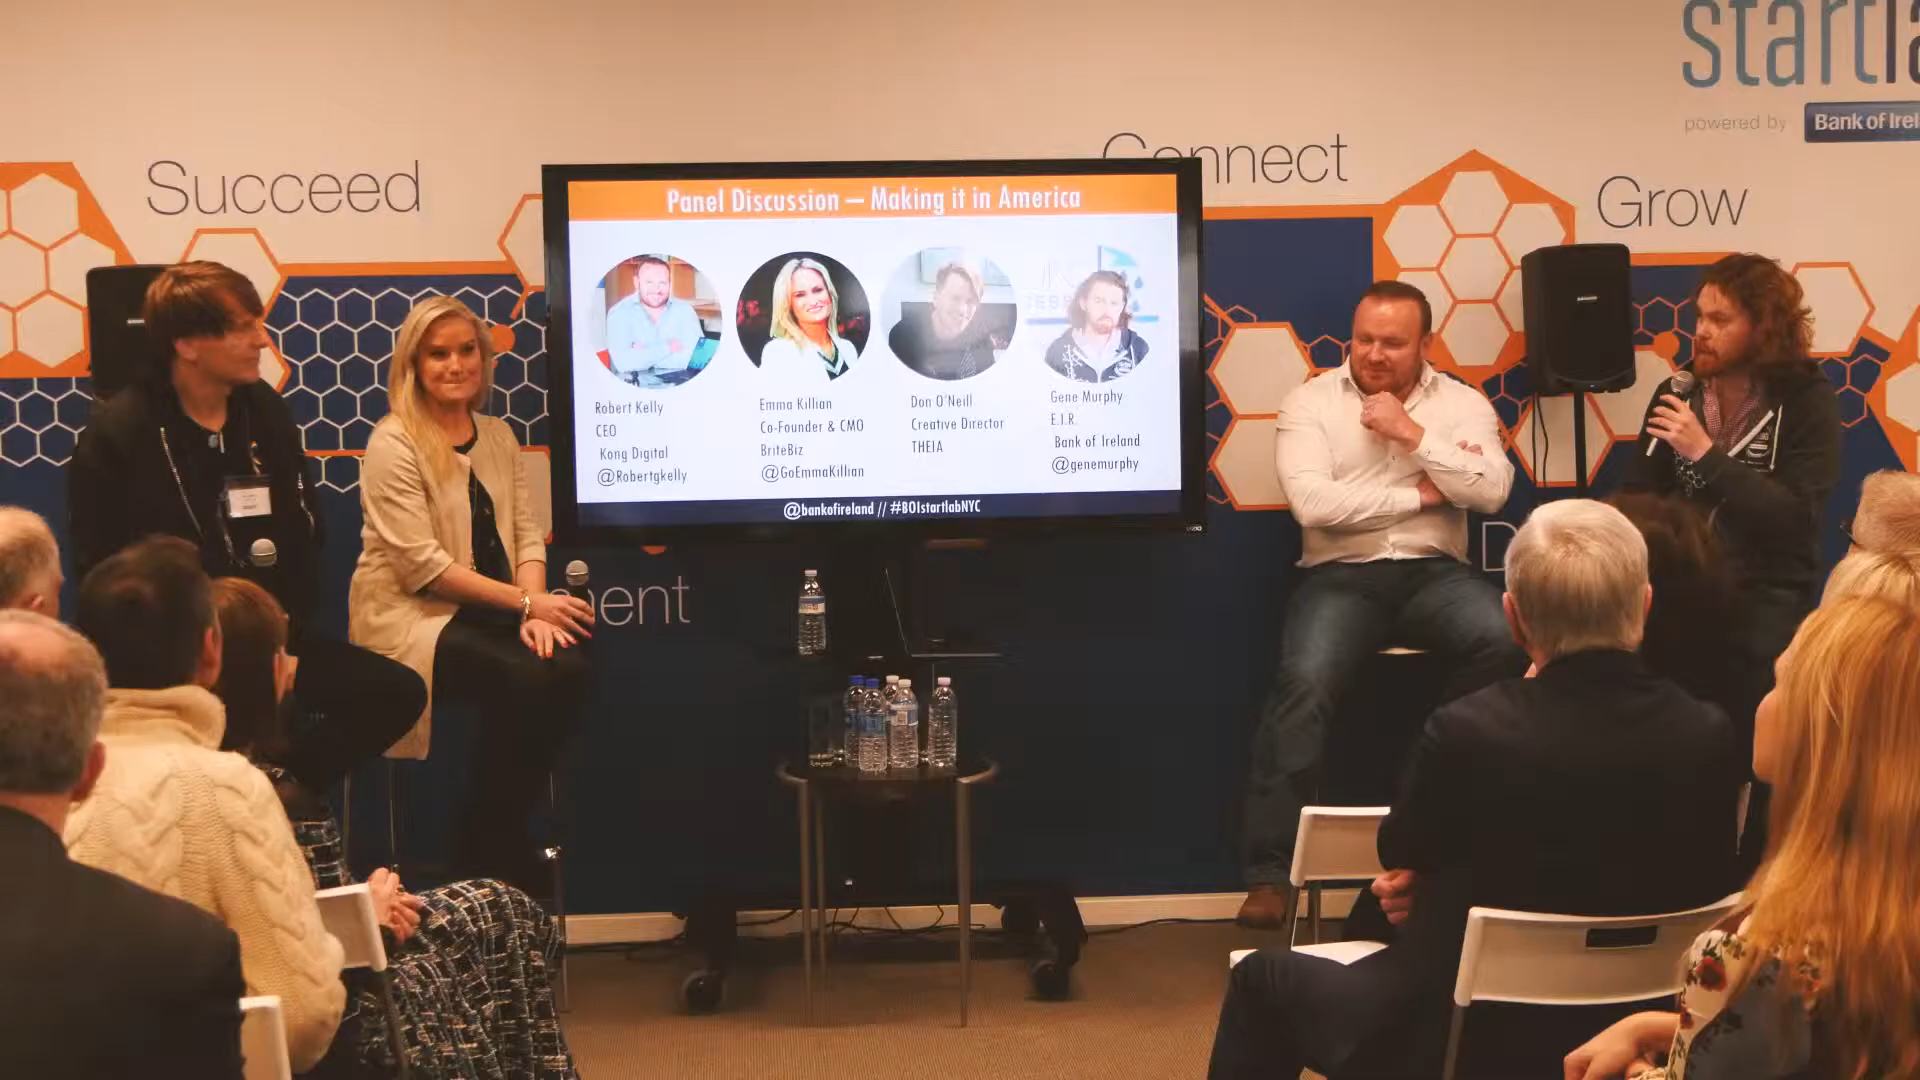 startla
powered by Bank of Irel
Succeed
Connect
Grow
Panel Discussion – Making it in America
Robert Kelly
CEO
Kong Digital
@Robertgkelly
Emma Killian
Co-Founder & CMO
BriteBiz
@GoEmmaKillian
Don O'Neill
Creative Director
THEIA
Gene Murphy
E.I.R.
Bank of Ireland
@genemurphy
@bankofireland // #BOIstartlabNYC
ment
D